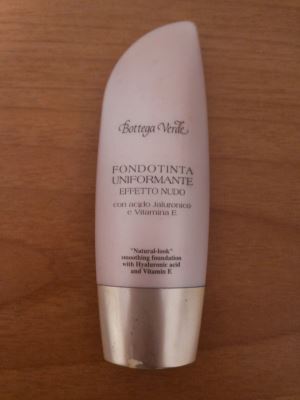 Bottega Verde
FONDOTINTA
UNIFORMANTE
EFFETTO NUDO
con acido Jaluronico
e Vitamina E
"Natural-look"
smoothing foundation
with Hyaluronic acid
and Vitamin E